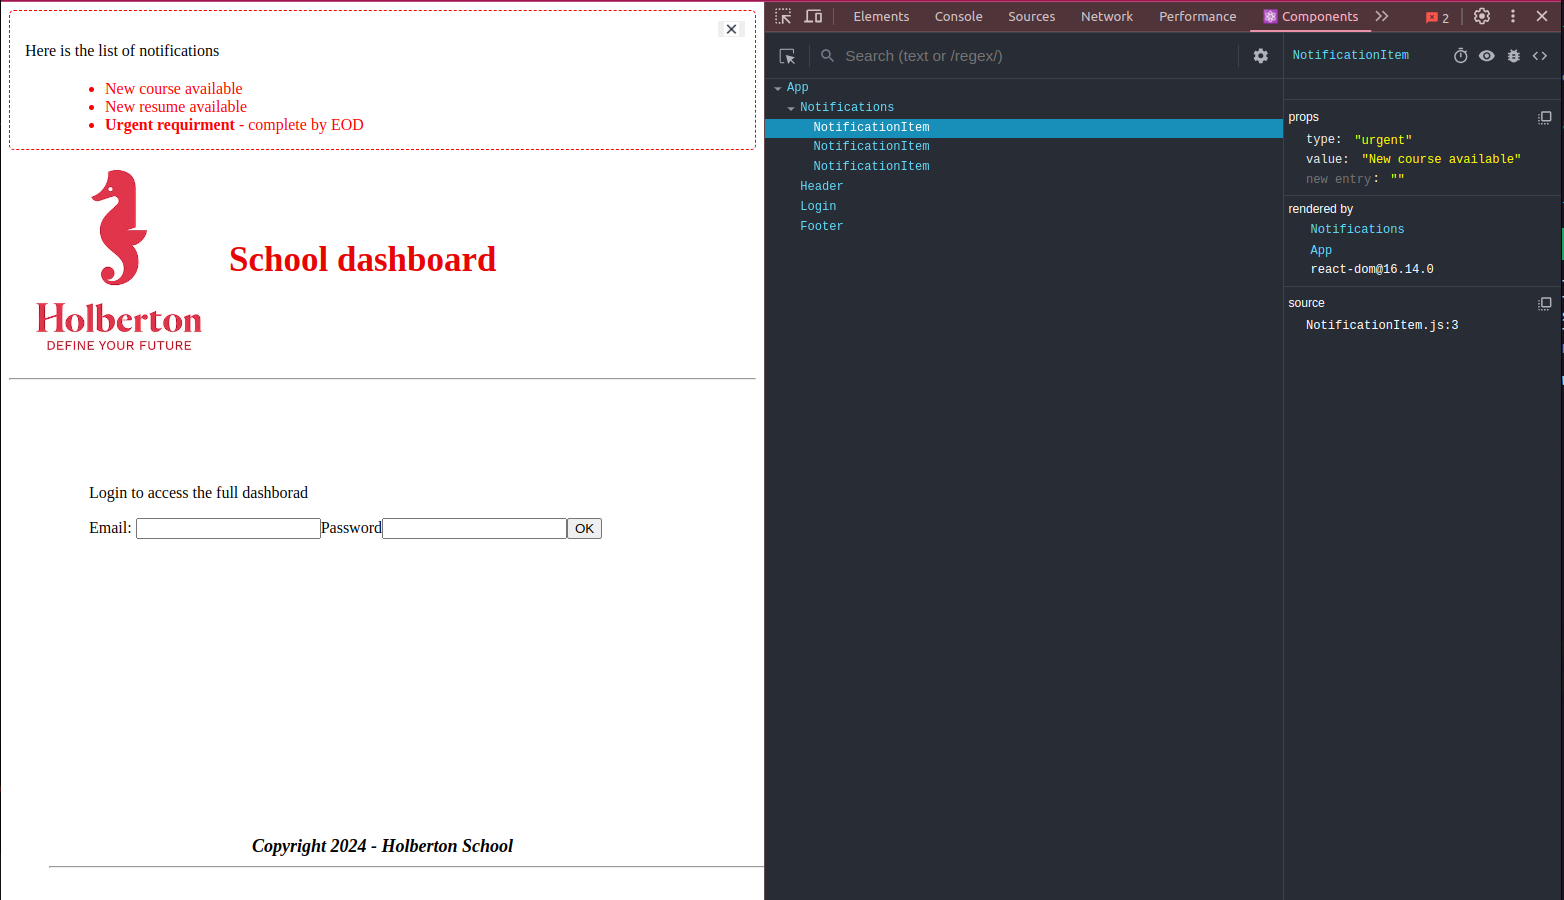 Here is the list of notifications
New course available
New resume available
Urgent requirment - complete by EOD
Holberton
DEFINE YOUR FUTURE
School dashboard
Login to access the full dashborad
Email: Password OK
Copyright 2024 - Holberton School
Elements Console Sources Network Performance Components 2
Search (text or /regex/)
App
Notifications
NotificationItem
NotificationItem
NotificationItem
Header
Login
Footer
NotificationItem
props
type: "urgent"
value: "New course available"
new entry: ""
rendered by
Notifications
App
react-dom@16.14.0
source
NotificationItem.js:3